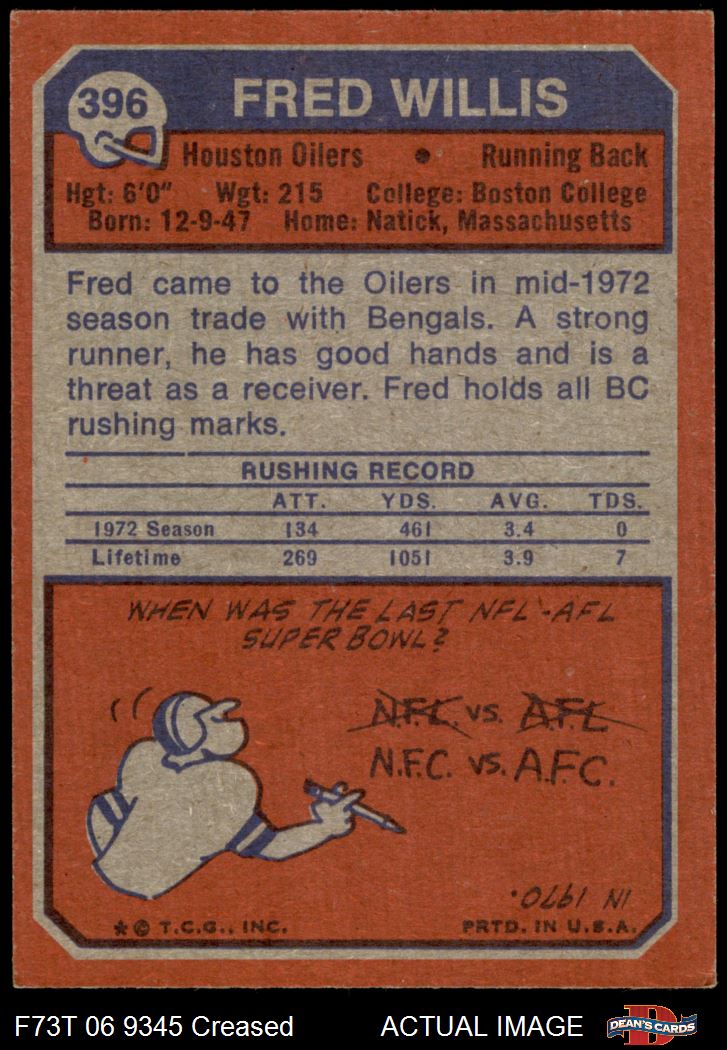 396
FRED WILLIS
Houston Oilers • Running Back
Hgt: 6'0" Wgt: 215 College: Boston College
Born: 12-9-47 Home: Natick, Massachusetts
Fred came to the Oilers in mid-1972
season trade with Bengals. A strong
runner, he has good hands and is a
threat as a receiver. Fred holds all BC
rushing marks.
RUSHING RECORD
ATT. YDS. AVG. TDS.
1972 Season 134 461 3.4 0
Lifetime 269 1051 3.9 7
WHEN WAS THE LAST NFL-AFL
SUPER BOWL?
N.F.L. vs. A.F.L
N.F.C. vs. A.F.C.
IN 1970.
★ © T.C.G., INC. PRTD. IN U.S.A.
F73T 06 9345 Creased ACTUAL IMAGE
D
DEAN'S CARDS